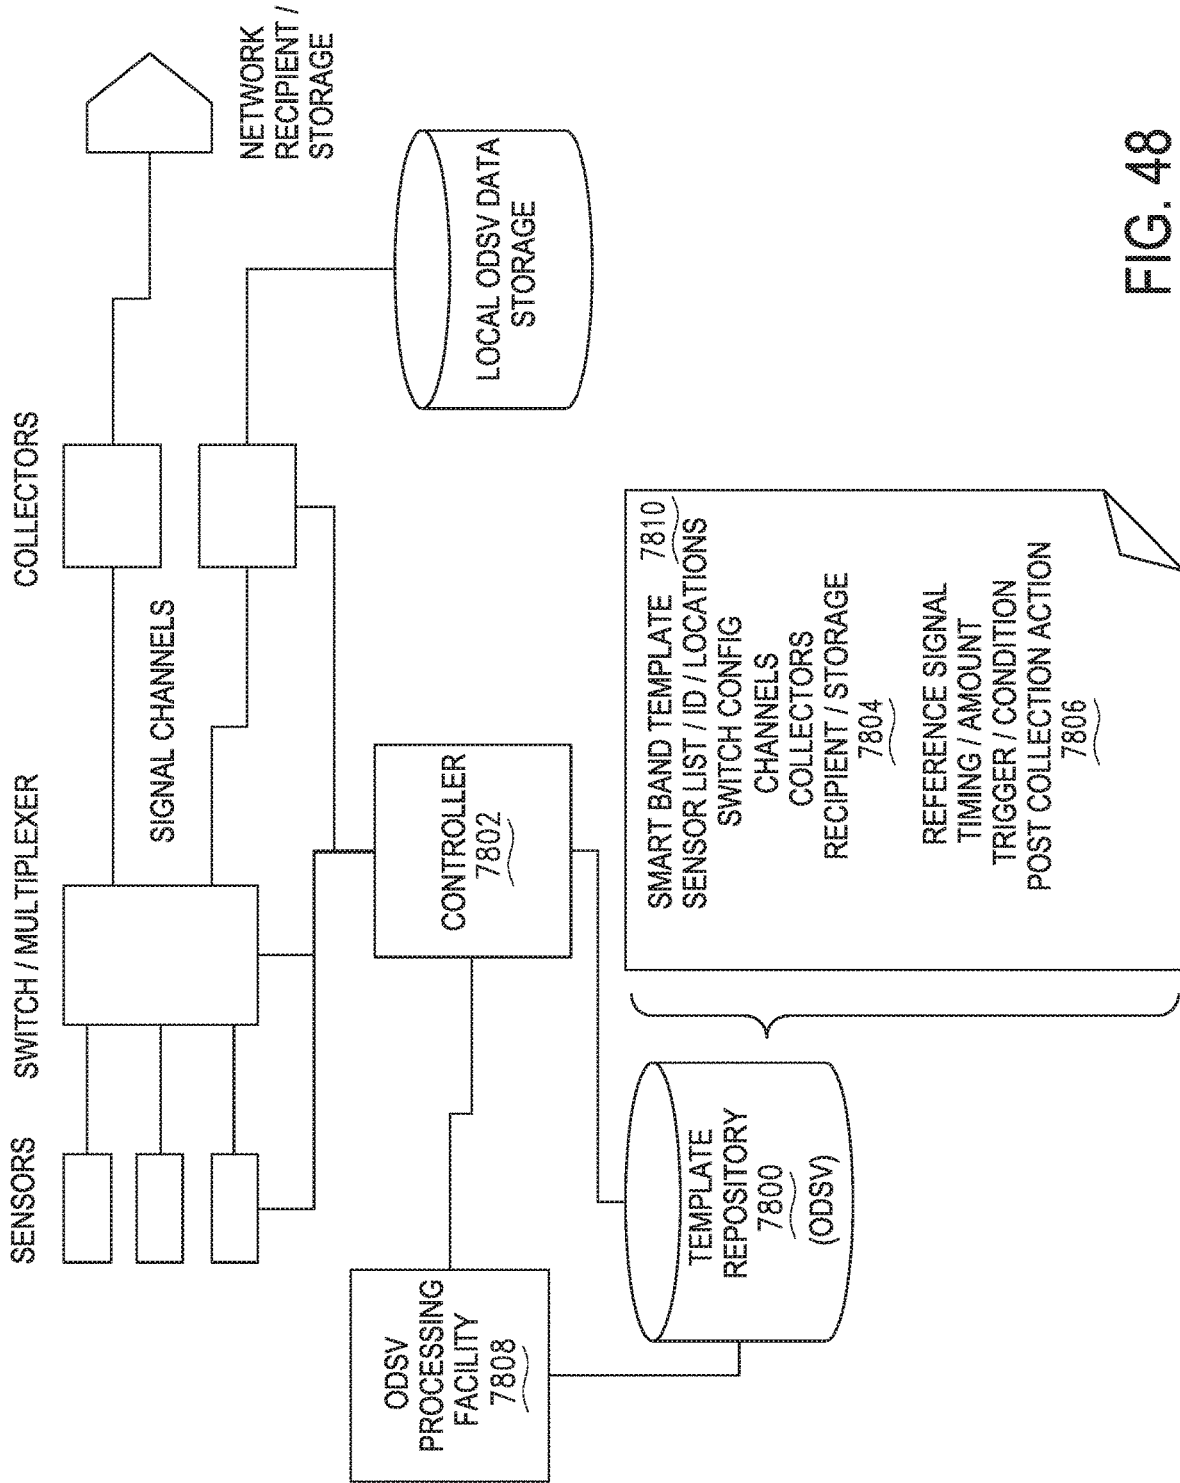 SENSORS
SWITCH / MULTIPLEXER
COLLECTORS
SIGNAL CHANNELS
NETWORK
RECIPIENT /
STORAGE
LOCAL ODSV DATA
STORAGE
CONTROLLER
7802
ODSV
PROCESSING
FACILITY
7808
TEMPLATE
REPOSITORY
7800
(ODSV)
SMART BAND TEMPLATE 7810
SENSOR LIST / ID / LOCATIONS
SWITCH CONFIG
CHANNELS
COLLECTORS
RECIPIENT / STORAGE
7804
REFERENCE SIGNAL
TIMING / AMOUNT
TRIGGER / CONDITION
POST COLLECTION ACTION
7806
FIG. 48